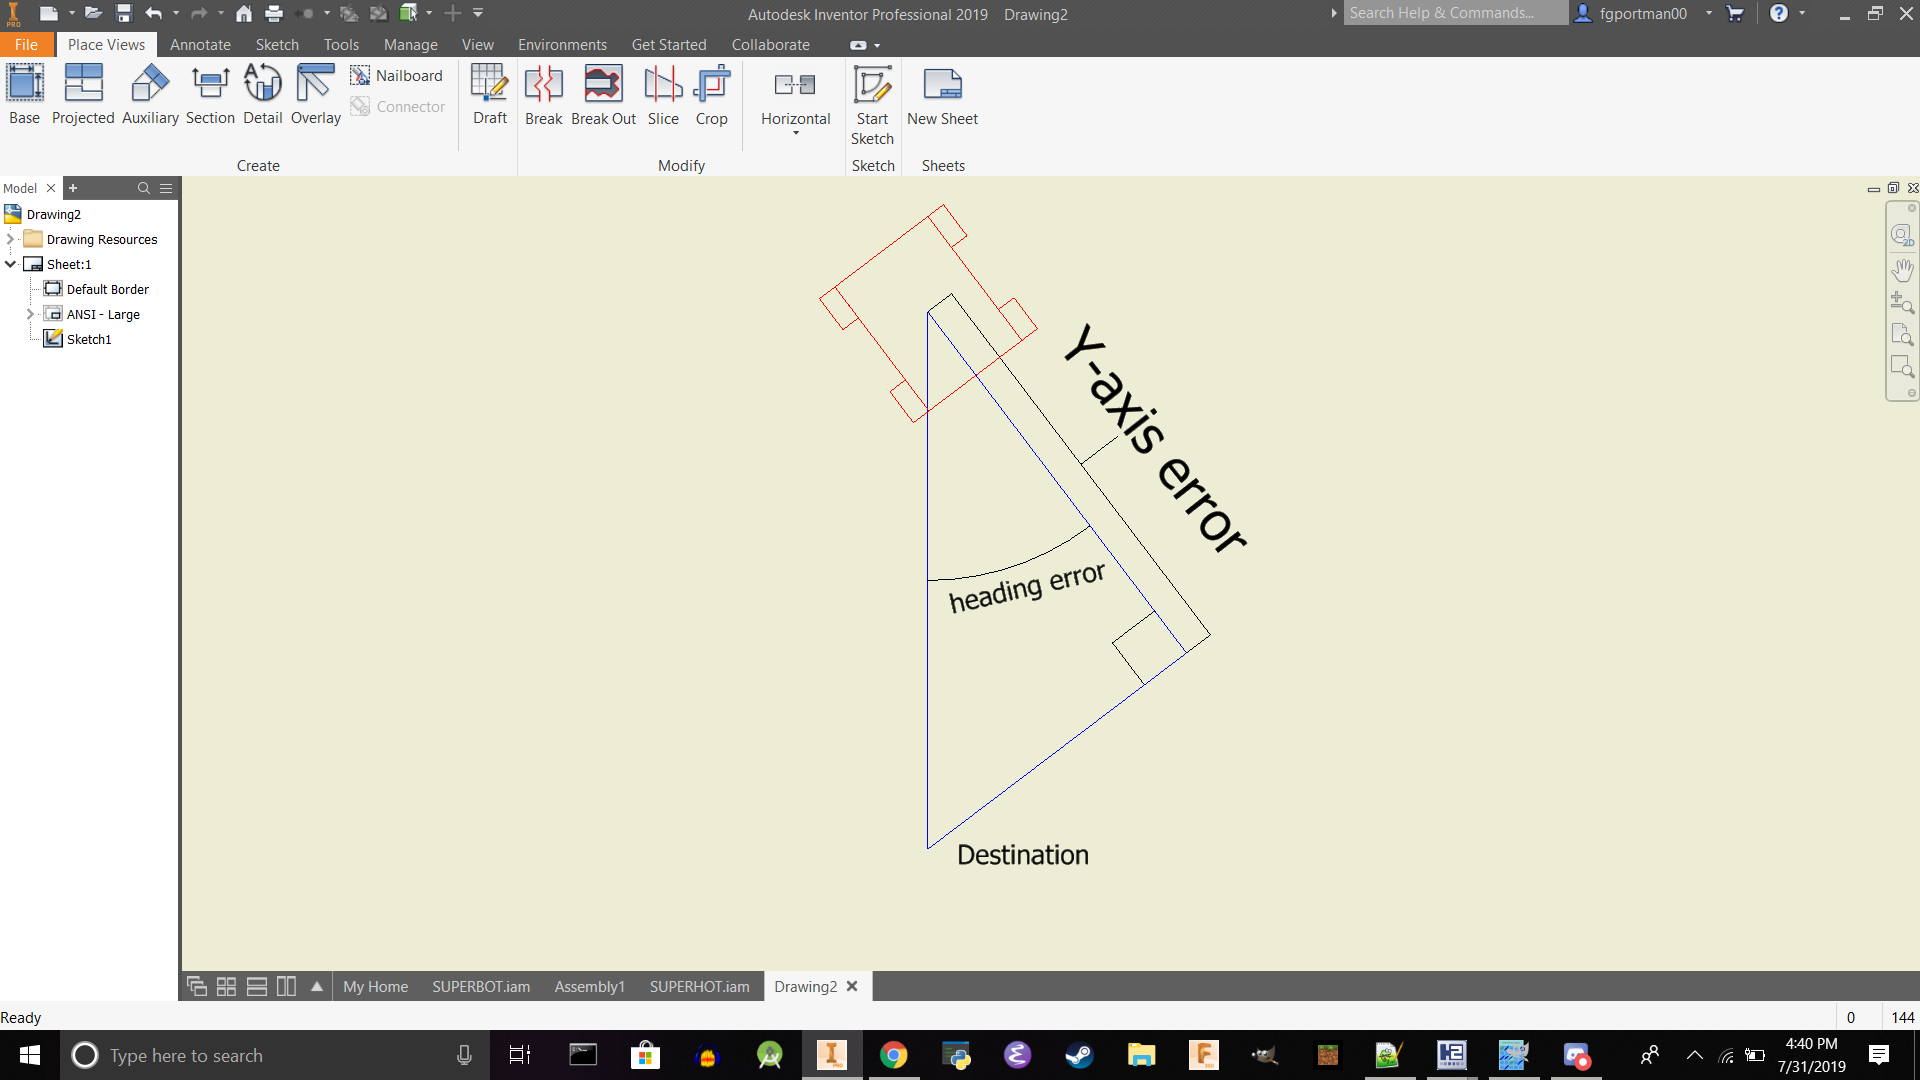 PRO
Autodesk Inventor Professional 2019 Drawing2
Search Help & Commands...
fgportman00
File Place Views Annotate Sketch Tools Manage View Environments Get Started Collaborate
Nailboard
Connector
Base Projected Auxiliary Section Detail Overlay Draft Break Break Out Slice Crop Horizontal Start Sketch New Sheet
Create Modify Sketch Sheets
Model
Drawing2
Drawing Resources
Sheet:1
Default Border
ANSI - Large
Sketch1
2D
Y-axis error
heading error
Destination
My Home SUPERBOT.iam Assembly1 SUPERHOT.iam Drawing2
Ready 0 144
Type here to search
4:40 PM
7/31/2019